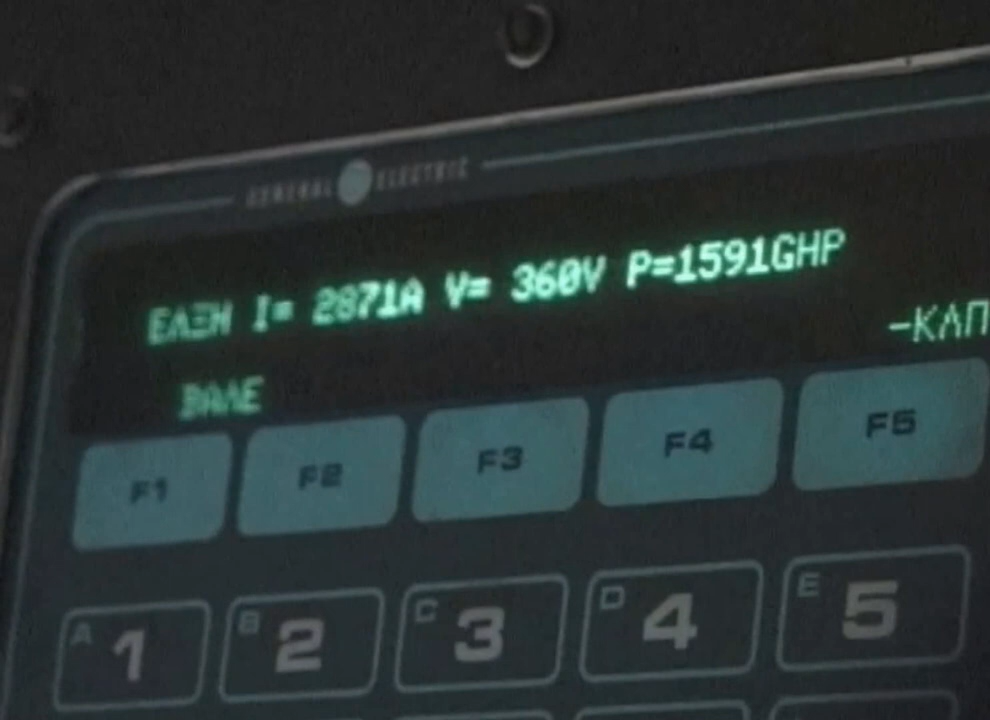 GENERAL ELECTRIC
ΕΛΞΗ I= 2871A V= 360V P=1591GHP
-ΚΛΠ
ΒΑΛΕ
F1 F2 F3 F4 F5
A 1 B 2 C 3 D 4 E 5